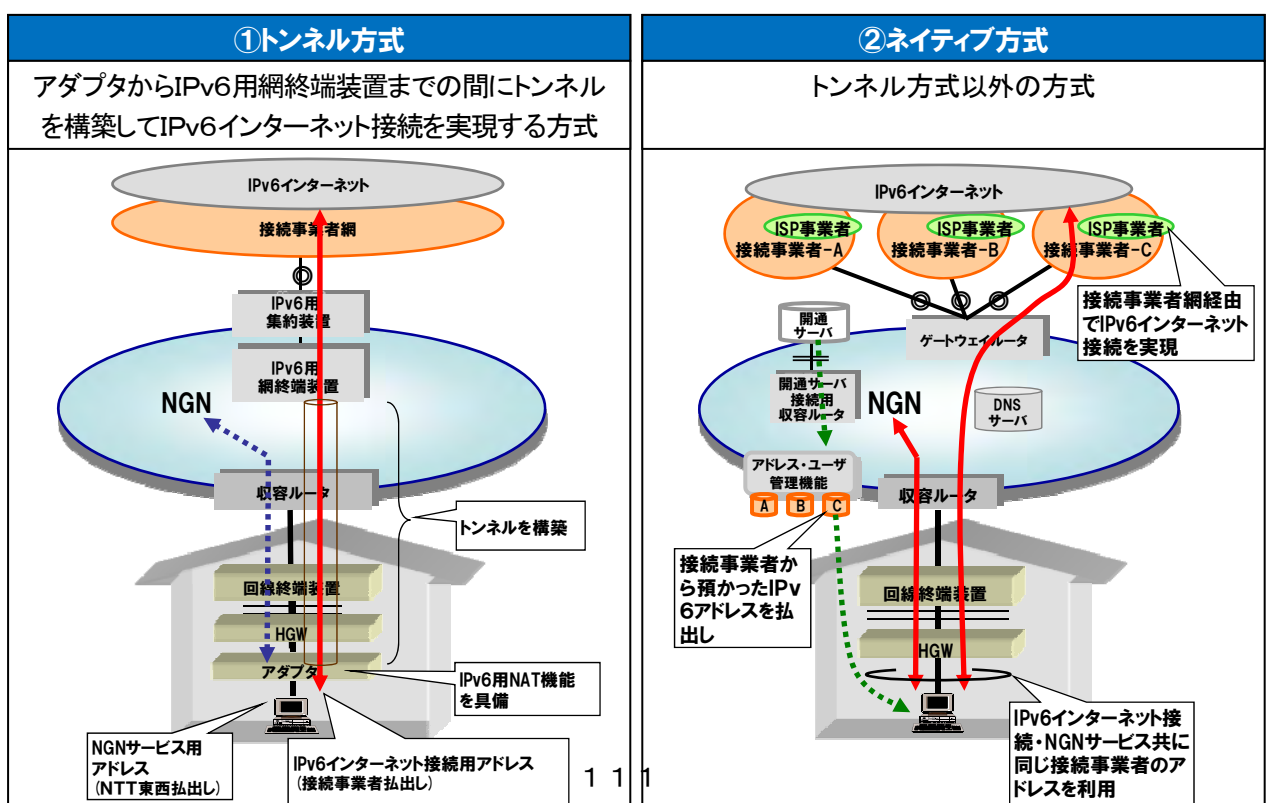 ①トンネル方式
アダプタからIPv6用網終端装置までの間にトンネル
を構築してIPv6インターネット接続を実現する方式
IPv6インターネット
接続事業者網
IPv6用
集約装置
IPv6用
網終端装置
NGN
収容ルータ
トンネルを構築
回線終端装置
HGW
アダプタ
IPv6用NAT機能
を具備
NGNサービス用
アドレス
(NTT東西払出し)
IPv6インターネット接続用アドレス
(接続事業者払出し)
②ネイティブ方式
トンネル方式以外の方式
IPv6インターネット
ISP事業者
接続事業者-A
ISP事業者
接続事業者-B
ISP事業者
接続事業者-C
接続事業者網経由
でIPv6インターネット
接続を実現
開通
サーバ
ゲートウェイルータ
開通サーバ
接続用
収容ルータ
NGN
DNS
サーバ
アドレス・ユーザ
管理機能
A
B
C
収容ルータ
接続事業者か
ら預かったIPv
6アドレスを払
出し
回線終端装置
HGW
IPv6インターネット接
続・NGNサービス共に
同じ接続事業者のア
ドレスを利用
111